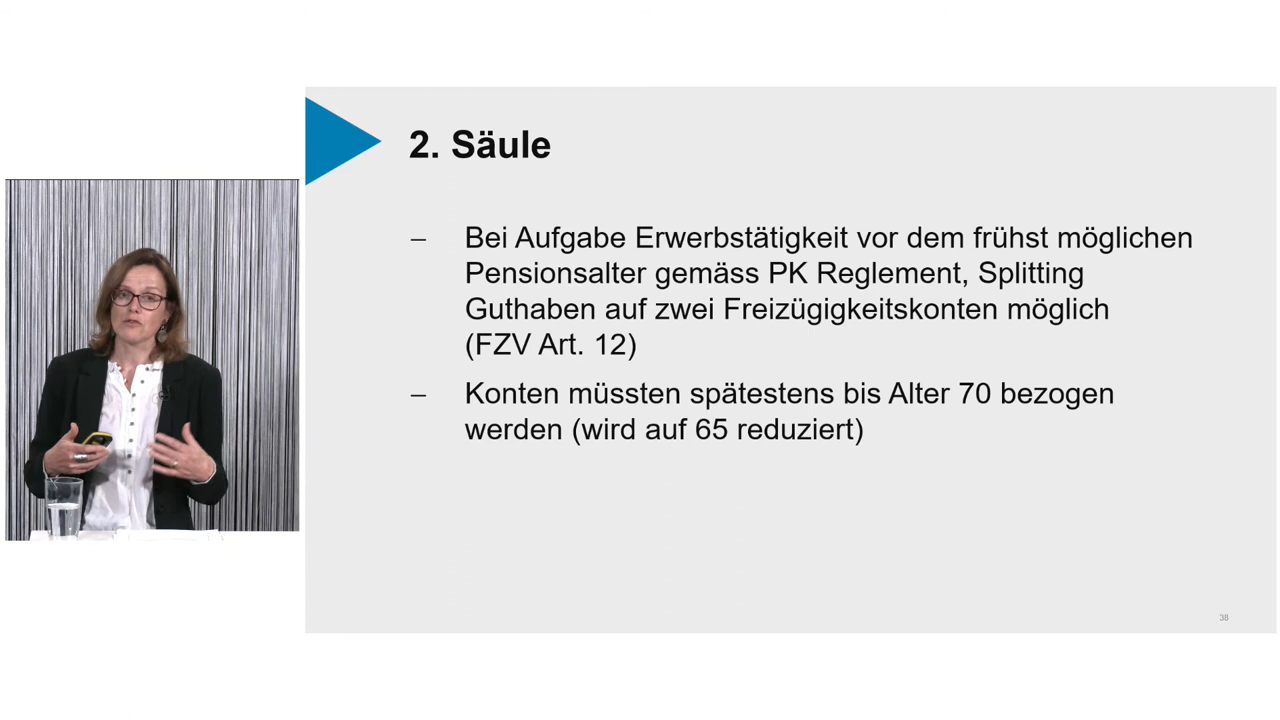 2. Säule
– Bei Aufgabe Erwerbstätigkeit vor dem frühst möglichen
Pensionsalter gemäss PK Reglement, Splitting
Guthaben auf zwei Freizügigkeitskonten möglich
(FZV Art. 12)
– Konten müssten spätestens bis Alter 70 bezogen
werden (wird auf 65 reduziert)
38